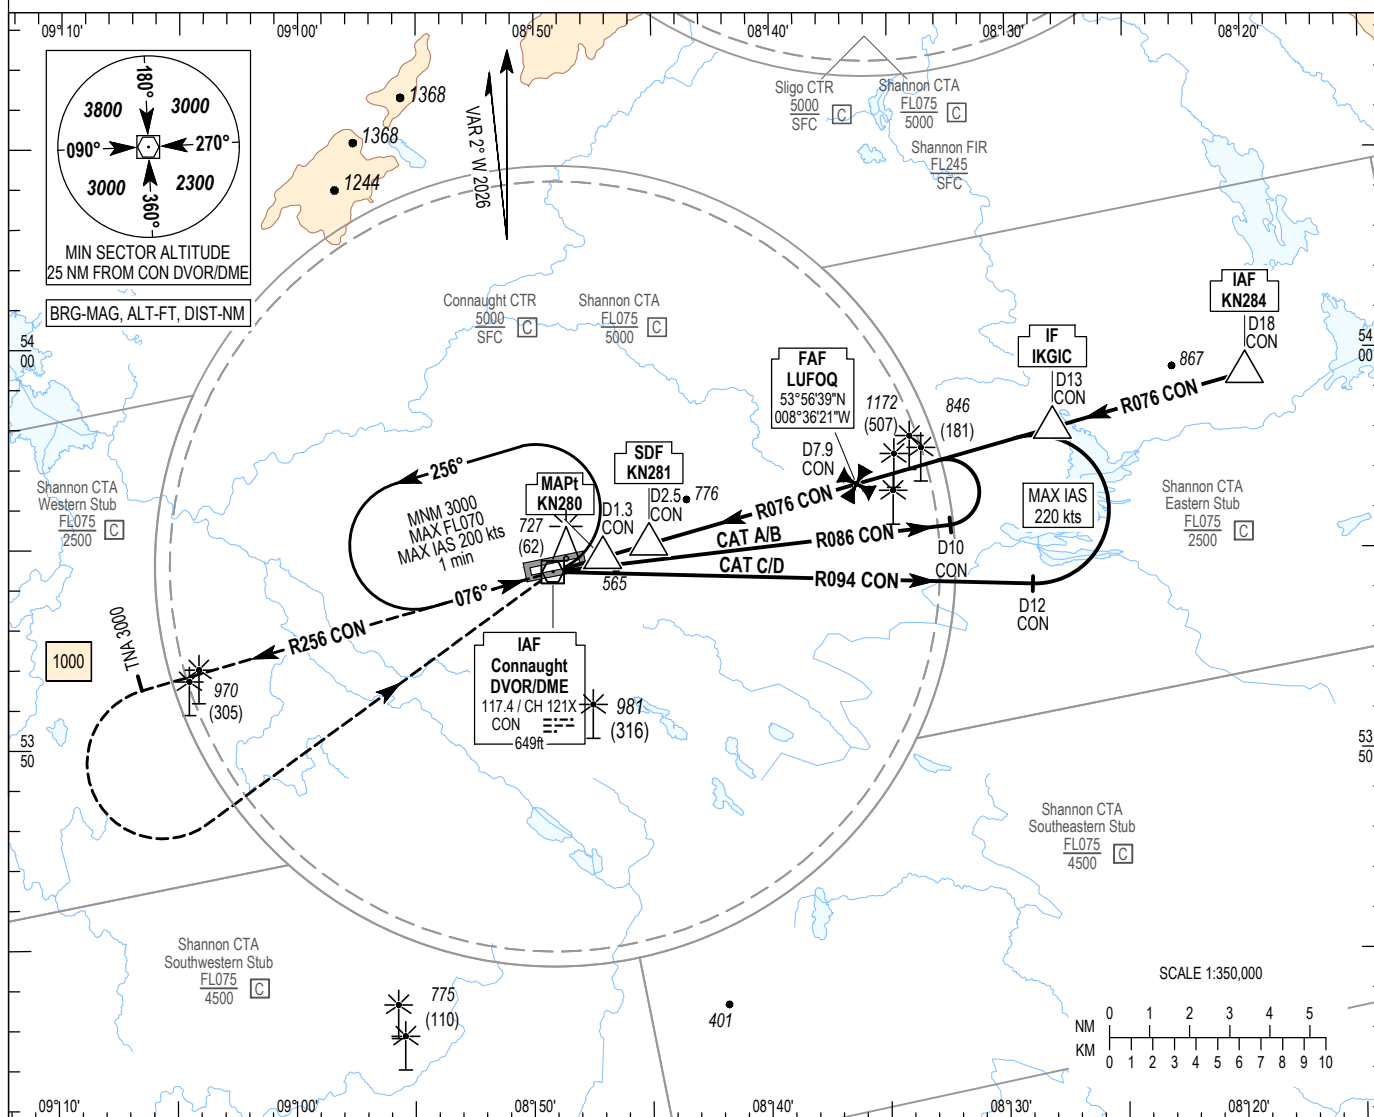 09°10'
09°00'
08°50'
08°40'
08°30'
08°20'
180°
3800
3000
090°
270°
3000
2300
360°
MIN SECTOR ALTITUDE
25 NM FROM CON DVOR/DME
BRG-MAG, ALT-FT, DIST-NM
1368
1368
1244
VAR 2° W 2026
Sligo CTR
5000
SFC
C
Shannon CTA
FL075
5000
C
Shannon FIR
FL245
SFC
Connaught CTR
5000
SFC
C
Shannon CTA
FL075
5000
C
IAF
KN284
D18
CON
IF
IKGIC
D13
CON
867
R076 CON
54
00
54
00
FAF
LUFOQ
53°56'39"N
008°36'21"W
D7.9
CON
1172
(507)
846
(181)
256°
MNM 3000
MAX FL070
MAX IAS 200 kts
1 min
076°
MAPt
KN280
727
(62)
D1.3
CON
SDF
KN281
D2.5
CON
776
R076 CON
CAT A/B
R086 CON
CAT C/D
R094 CON
D10
CON
D12
CON
MAX IAS
220 kts
565
Shannon CTA
Western Stub
FL075
2500
C
Shannon CTA
Eastern Stub
FL075
2500
C
TNA 3000
R256 CON
1000
970
(305)
IAF
Connaught
DVOR/DME
117.4 / CH 121X
CON
649ft
981
(316)
53
50
53
50
Shannon CTA
Southeastern Stub
FL075
4500
C
Shannon CTA
Southwestern Stub
FL075
4500
C
775
(110)
401
SCALE 1:350,000
NM
0 1 2 3 4 5
KM
0 1 2 3 4 5 6 7 8 9 10
09°10'
09°00'
08°50'
08°40'
08°30'
08°20'